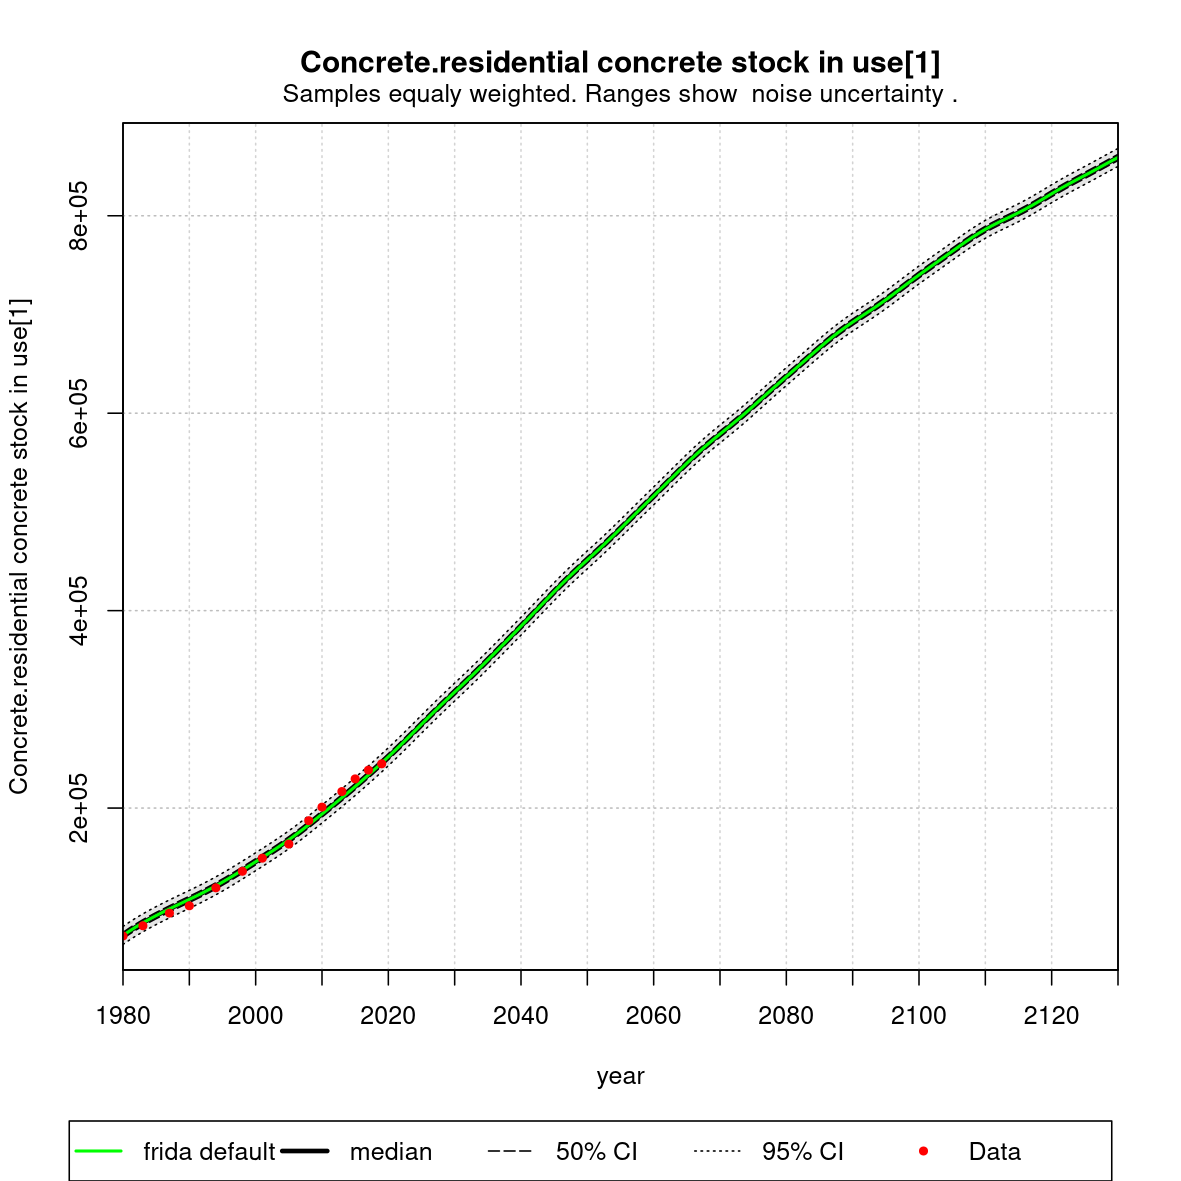 Concrete.residential concrete stock in use[1]
Samples equaly weighted. Ranges show  noise uncertainty .
Concrete.residential concrete stock in use[1]
8e+05
6e+05
4e+05
2e+05
1980 2000 2020 2040 2060 2080 2100 2120
year
frida default median 50% CI 95% CI Data